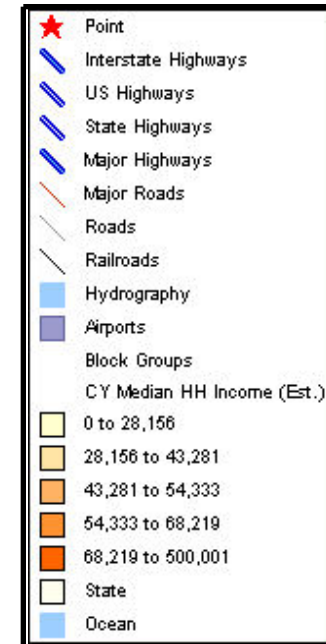 Point
Interstate Highways
US Highways
State Highways
Major Highways
Major Roads
Roads
Railroads
Hydrography
Airports
Block Groups
CY Median HH Income (Est.)
0 to 28,156
28,156 to 43,281
43,281 to 54,333
54,333 to 68,219
68,219 to 500,001
State
Ocean